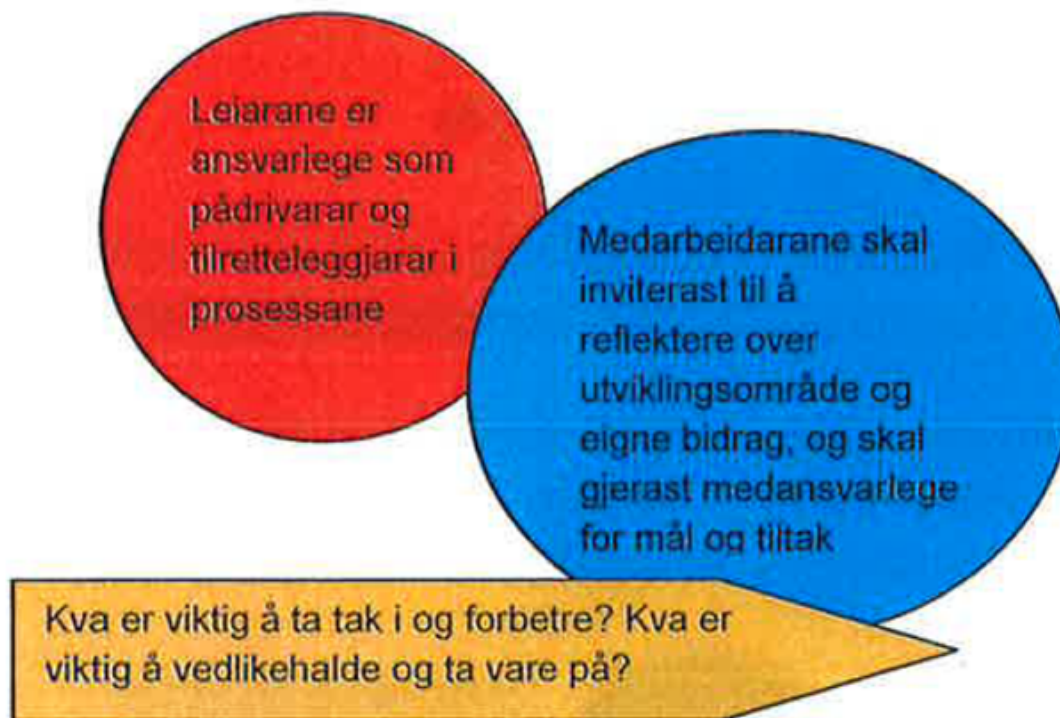 Leiarane er
ansvarlege som
pådrivarar og
tilretteleggjarar i
prosessane
Medarbeidarane skal
inviterast til å
reflektere over
utviklingsområde og
eigne bidrag, og skal
gjerast medansvarlege
for mål og tiltak
Kva er viktig å ta tak i og forbetre? Kva er
viktig å vedlikehalde og ta vare på?